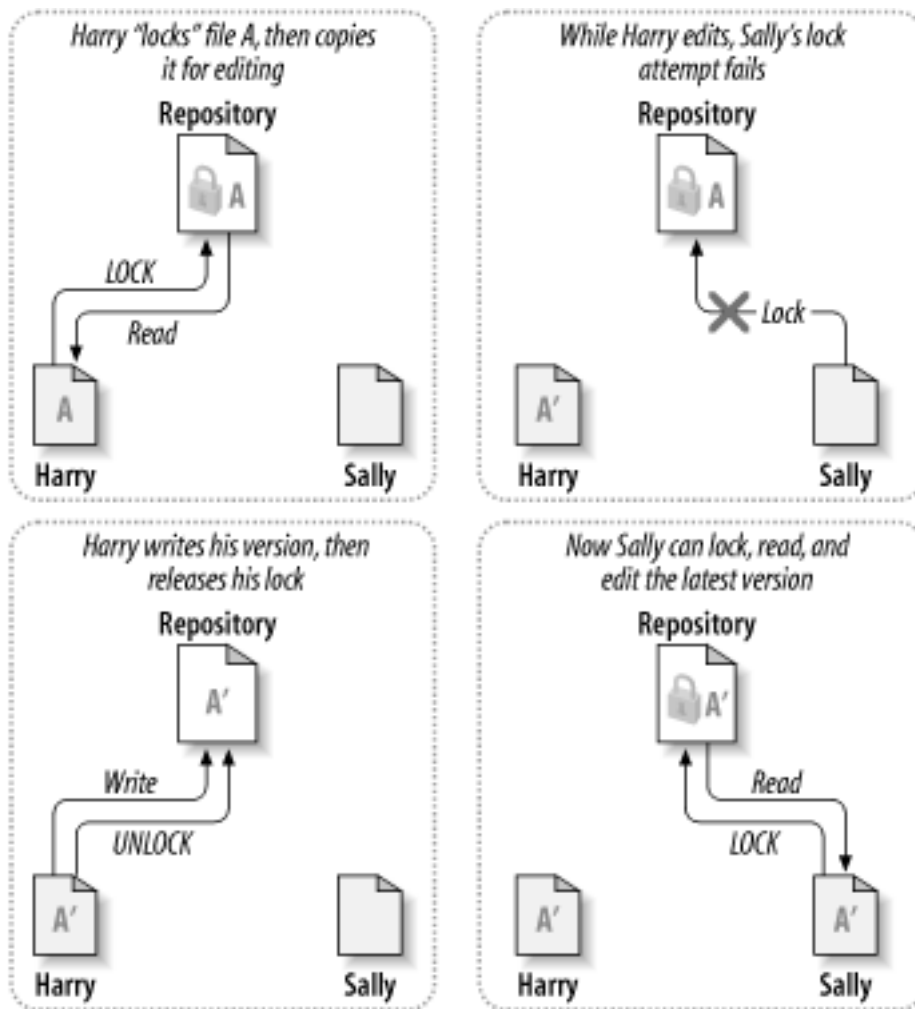 Harry “locks” file A, then copies
it for editing
Repository
A
LOCK
Read
A
Harry
Sally
While Harry edits, Sally’s lock
attempt fails
Repository
A
Lock
A′
Harry
Sally
Harry writes his version, then
releases his lock
Repository
A′
Write
UNLOCK
A′
Harry
Sally
Now Sally can lock, read, and
edit the latest version
Repository
A′
Read
LOCK
A′
A′
Harry
Sally